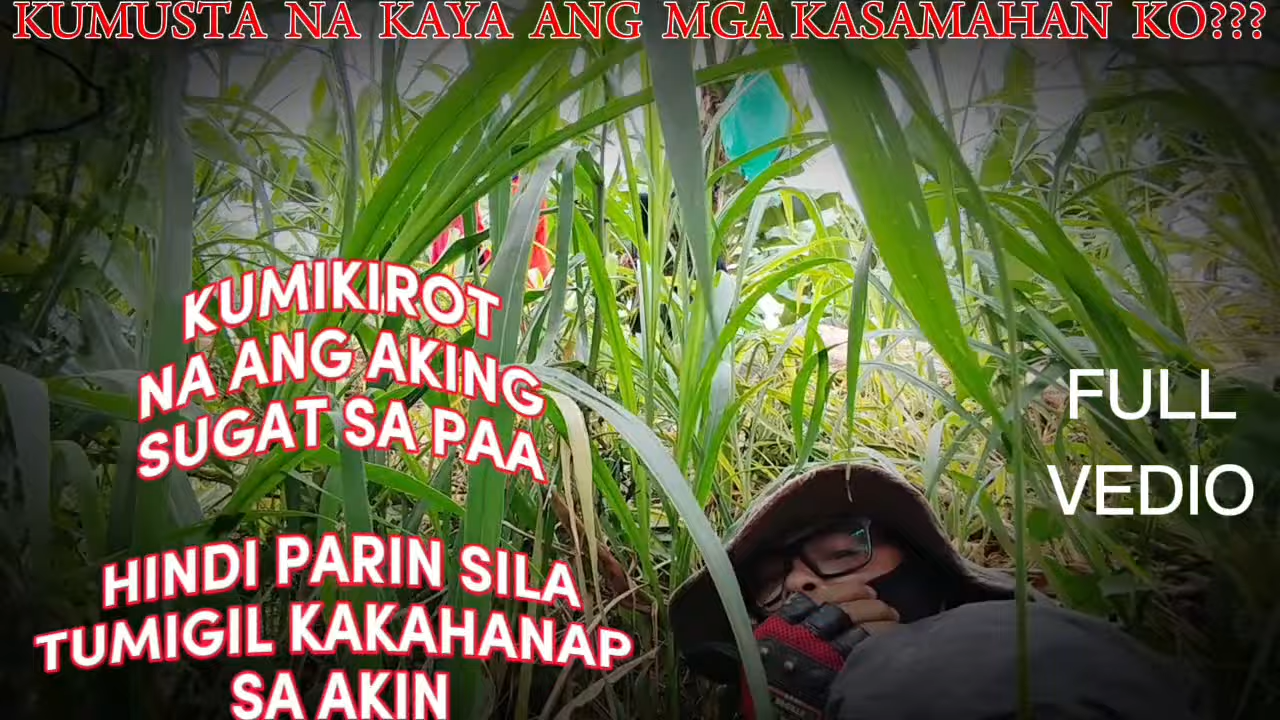 KUMUSTA NA KAYA ANG MGA KASAMAHAN KO???
KUMIKIROT
NA ANG AKING
SUGAT SA PAA
FULL
VEDIO
HINDI PARIN SILA
TUMIGIL KAKAHANAP
SA AKIN